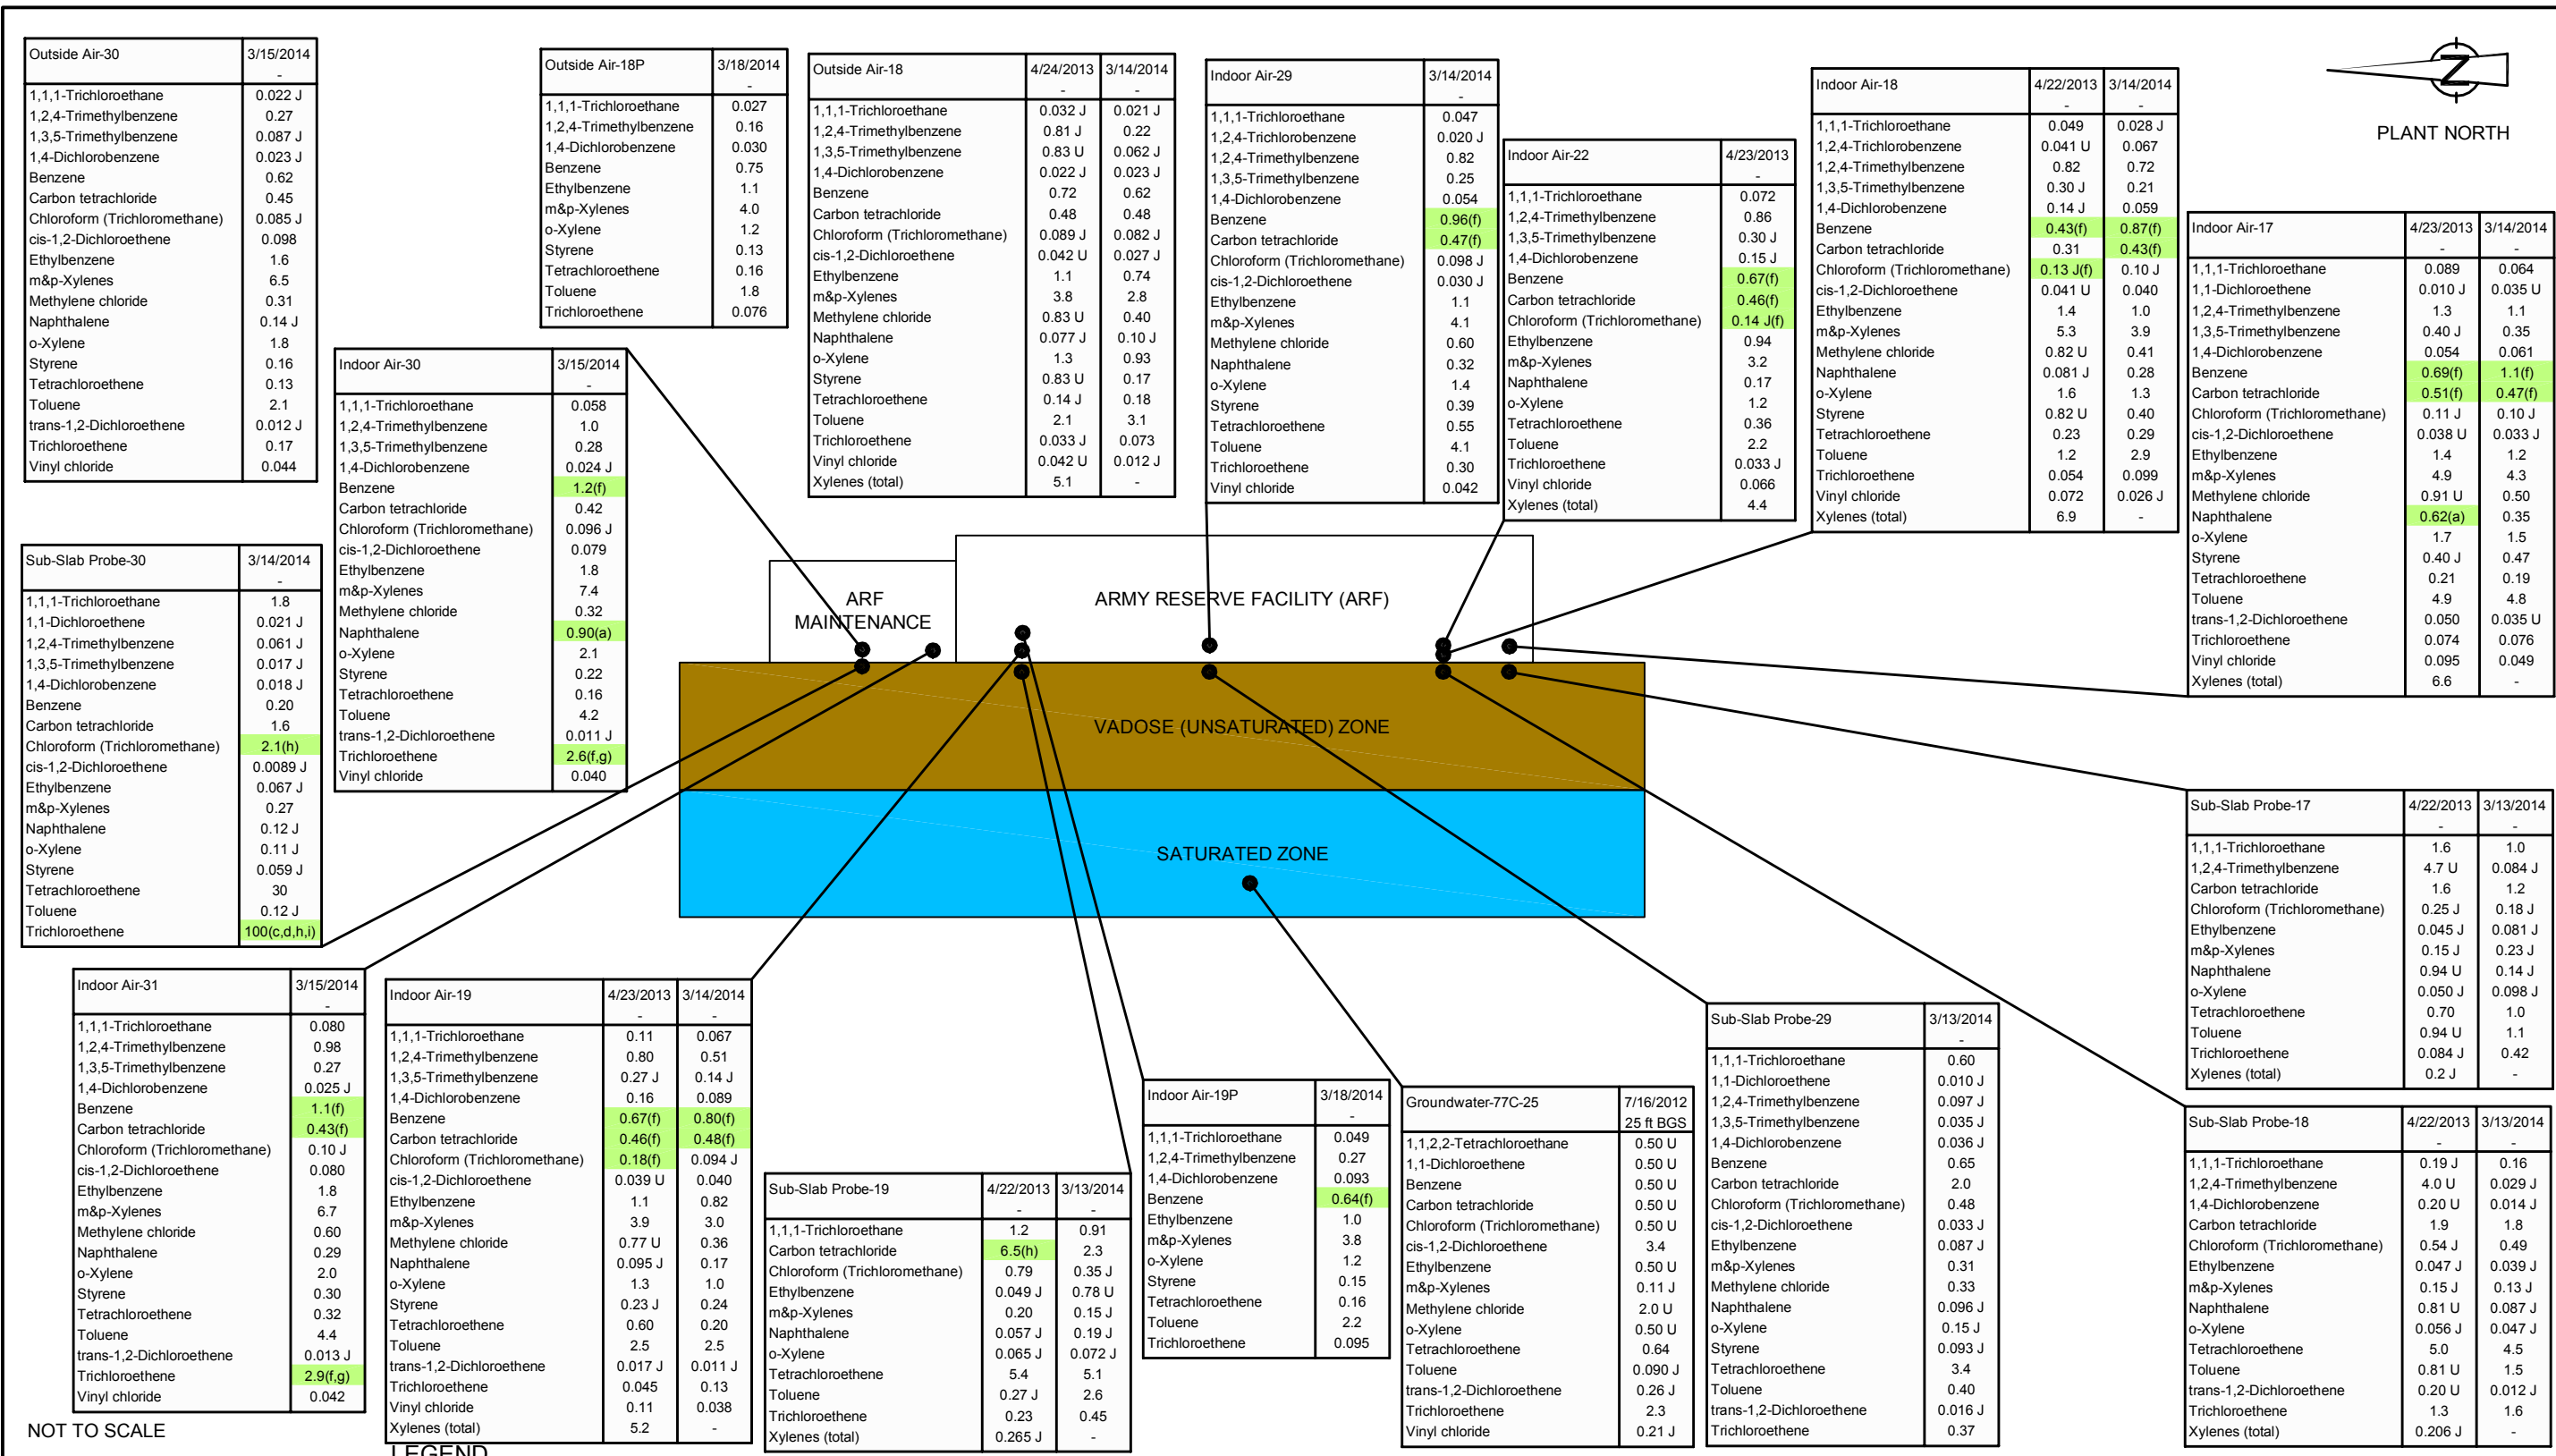 Outside Air-30 3/15/2014
-
1,1,1-Trichloroethane 0.022 J
1,2,4-Trimethylbenzene 0.27
1,3,5-Trimethylbenzene 0.087 J
1,4-Dichlorobenzene 0.023 J
Benzene 0.62
Carbon tetrachloride 0.45
Chloroform (Trichloromethane) 0.085 J
cis-1,2-Dichloroethene 0.098
Ethylbenzene 1.6
m&p-Xylenes 6.5
Methylene chloride 0.31
Naphthalene 0.14 J
o-Xylene 1.8
Styrene 0.16
Tetrachloroethene 0.13
Toluene 2.1
trans-1,2-Dichloroethene 0.012 J
Trichloroethene 0.17
Vinyl chloride 0.044
Outside Air-18P 3/18/2014
-
1,1,1-Trichloroethane 0.027
1,2,4-Trimethylbenzene 0.16
1,4-Dichlorobenzene 0.030
Benzene 0.75
Ethylbenzene 1.1
m&p-Xylenes 4.0
o-Xylene 1.2
Styrene 0.13
Tetrachloroethene 0.16
Toluene 1.8
Trichloroethene 0.076
Outside Air-18 4/24/2013 3/14/2014
- -
1,1,1-Trichloroethane 0.032 J 0.021 J
1,2,4-Trimethylbenzene 0.81 J 0.22
1,3,5-Trimethylbenzene 0.83 U 0.062 J
1,4-Dichlorobenzene 0.022 J 0.023 J
Benzene 0.72 0.62
Carbon tetrachloride 0.48 0.48
Chloroform (Trichloromethane) 0.089 J 0.082 J
cis-1,2-Dichloroethene 0.042 U 0.027 J
Ethylbenzene 1.1 0.74
m&p-Xylenes 3.8 2.8
Methylene chloride 0.83 U 0.40
Naphthalene 0.077 J 0.10 J
o-Xylene 1.3 0.93
Styrene 0.83 U 0.17
Tetrachloroethene 0.14 J 0.18
Toluene 2.1 3.1
Trichloroethene 0.033 J 0.073
Vinyl chloride 0.042 U 0.012 J
Xylenes (total) 5.1 -
Indoor Air-29 3/14/2014
-
1,1,1-Trichloroethane 0.047
1,2,4-Trichlorobenzene 0.020 J
1,2,4-Trimethylbenzene 0.82
1,3,5-Trimethylbenzene 0.25
1,4-Dichlorobenzene 0.054
Benzene 0.96(f)
Carbon tetrachloride 0.47(f)
Chloroform (Trichloromethane) 0.098 J
cis-1,2-Dichloroethene 0.030 J
Ethylbenzene 1.1
m&p-Xylenes 4.1
Methylene chloride 0.60
Naphthalene 0.32
o-Xylene 1.4
Styrene 0.39
Tetrachloroethene 0.55
Toluene 4.1
Trichloroethene 0.30
Vinyl chloride 0.042
Indoor Air-22 4/23/2013
-
1,1,1-Trichloroethane 0.072
1,2,4-Trimethylbenzene 0.86
1,3,5-Trimethylbenzene 0.30 J
1,4-Dichlorobenzene 0.15 J
Benzene 0.67(f)
Carbon tetrachloride 0.46(f)
Chloroform (Trichloromethane) 0.14 J(f)
Ethylbenzene 0.94
m&p-Xylenes 3.2
Naphthalene 0.17
o-Xylene 1.2
Tetrachloroethene 0.36
Toluene 2.2
Trichloroethene 0.033 J
Vinyl chloride 0.066
Xylenes (total) 4.4
Indoor Air-18 4/22/2013 3/14/2014
- -
1,1,1-Trichloroethane 0.049 0.028 J
1,2,4-Trichlorobenzene 0.041 U 0.067
1,2,4-Trimethylbenzene 0.82 0.72
1,3,5-Trimethylbenzene 0.30 J 0.21
1,4-Dichlorobenzene 0.14 J 0.059
Benzene 0.43(f) 0.87(f)
Carbon tetrachloride 0.31 0.43(f)
Chloroform (Trichloromethane) 0.13 J(f) 0.10 J
cis-1,2-Dichloroethene 0.041 U 0.040
Ethylbenzene 1.4 1.0
m&p-Xylenes 5.3 3.9
Methylene chloride 0.82 U 0.41
Naphthalene 0.081 J 0.28
o-Xylene 1.6 1.3
Styrene 0.82 U 0.40
Tetrachloroethene 0.23 0.29
Toluene 1.2 2.9
Trichloroethene 0.054 0.099
Vinyl chloride 0.072 0.026 J
Xylenes (total) 6.9 -
N
PLANT NORTH
Indoor Air-17 4/23/2013 3/14/2014
- -
1,1,1-Trichloroethane 0.089 0.064
1,1-Dichloroethene 0.010 J 0.035 U
1,2,4-Trimethylbenzene 1.3 1.1
1,3,5-Trimethylbenzene 0.40 J 0.35
1,4-Dichlorobenzene 0.054 0.061
Benzene 0.69(f) 1.1(f)
Carbon tetrachloride 0.51(f) 0.47(f)
Chloroform (Trichloromethane) 0.11 J 0.10 J
cis-1,2-Dichloroethene 0.038 U 0.033 J
Ethylbenzene 1.4 1.2
m&p-Xylenes 4.9 4.3
Methylene chloride 0.91 U 0.50
Naphthalene 0.62(a) 0.35
o-Xylene 1.7 1.5
Styrene 0.40 J 0.47
Tetrachloroethene 0.21 0.19
Toluene 4.9 4.8
trans-1,2-Dichloroethene 0.050 0.035 U
Trichloroethene 0.074 0.076
Vinyl chloride 0.095 0.049
Xylenes (total) 6.6 -
Indoor Air-30 3/15/2014
-
1,1,1-Trichloroethane 0.058
1,2,4-Trimethylbenzene 1.0
1,3,5-Trimethylbenzene 0.28
1,4-Dichlorobenzene 0.024 J
Benzene 1.2(f)
Carbon tetrachloride 0.42
Chloroform (Trichloromethane) 0.096 J
cis-1,2-Dichloroethene 0.079
Ethylbenzene 1.8
m&p-Xylenes 7.4
Methylene chloride 0.32
Naphthalene 0.90(a)
o-Xylene 2.1
Styrene 0.22
Tetrachloroethene 0.16
Toluene 4.2
trans-1,2-Dichloroethene 0.011 J
Trichloroethene 2.6(f,g)
Vinyl chloride 0.040
Sub-Slab Probe-30 3/14/2014
-
1,1,1-Trichloroethane 1.8
1,1-Dichloroethene 0.021 J
1,2,4-Trimethylbenzene 0.061 J
1,3,5-Trimethylbenzene 0.017 J
1,4-Dichlorobenzene 0.018 J
Benzene 0.20
Carbon tetrachloride 1.6
Chloroform (Trichloromethane) 2.1(h)
cis-1,2-Dichloroethene 0.0089 J
Ethylbenzene 0.067 J
m&p-Xylenes 0.27
Naphthalene 0.12 J
o-Xylene 0.11 J
Styrene 0.059 J
Tetrachloroethene 30
Toluene 0.12 J
Trichloroethene 100(c,d,h,i)
ARF
MAINTENANCE
ARMY RESERVE FACILITY (ARF)
VADOSE (UNSATURATED) ZONE
SATURATED ZONE
Sub-Slab Probe-17 4/22/2013 3/13/2014
- -
1,1,1-Trichloroethane 1.6 1.0
1,2,4-Trimethylbenzene 4.7 U 0.084 J
Carbon tetrachloride 1.6 1.2
Chloroform (Trichloromethane) 0.25 J 0.18 J
Ethylbenzene 0.045 J 0.081 J
m&p-Xylenes 0.15 J 0.23 J
Naphthalene 0.94 U 0.14 J
o-Xylene 0.050 J 0.098 J
Tetrachloroethene 0.70 1.0
Toluene 0.94 U 1.1
Trichloroethene 0.084 J 0.42
Xylenes (total) 0.2 J -
Indoor Air-31 3/15/2014
-
1,1,1-Trichloroethane 0.080
1,2,4-Trimethylbenzene 0.98
1,3,5-Trimethylbenzene 0.27
1,4-Dichlorobenzene 0.025 J
Benzene 1.1(f)
Carbon tetrachloride 0.43(f)
Chloroform (Trichloromethane) 0.10 J
cis-1,2-Dichloroethene 0.080
Ethylbenzene 1.8
m&p-Xylenes 6.7
Methylene chloride 0.60
Naphthalene 0.29
o-Xylene 2.0
Styrene 0.30
Tetrachloroethene 0.32
Toluene 4.4
trans-1,2-Dichloroethene 0.013 J
Trichloroethene 2.9(f,g)
Vinyl chloride 0.042
NOT TO SCALE
Indoor Air-19 4/23/2013 3/14/2014
- -
1,1,1-Trichloroethane 0.11 0.067
1,2,4-Trimethylbenzene 0.80 0.51
1,3,5-Trimethylbenzene 0.27 J 0.14 J
1,4-Dichlorobenzene 0.16 0.089
Benzene 0.67(f) 0.80(f)
Carbon tetrachloride 0.46(f) 0.48(f)
Chloroform (Trichloromethane) 0.18(f) 0.094 J
cis-1,2-Dichloroethene 0.039 U 0.040
Ethylbenzene 1.1 0.82
m&p-Xylenes 3.9 3.0
Methylene chloride 0.77 U 0.36
Naphthalene 0.095 J 0.17
o-Xylene 1.3 1.0
Styrene 0.23 J 0.24
Tetrachloroethene 0.60 0.20
Toluene 2.5 2.5
trans-1,2-Dichloroethene 0.017 J 0.011 J
Trichloroethene 0.045 0.13
Vinyl chloride 0.11 0.038
Xylenes (total) 5.2 -
LEGEND
Sub-Slab Probe-19 4/22/2013 3/13/2014
- -
1,1,1-Trichloroethane 1.2 0.91
Carbon tetrachloride 6.5(h) 2.3
Chloroform (Trichloromethane) 0.79 0.35 J
Ethylbenzene 0.049 J 0.78 U
m&p-Xylenes 0.20 0.15 J
Naphthalene 0.057 J 0.19 J
o-Xylene 0.065 J 0.072 J
Tetrachloroethene 5.4 5.1
Toluene 0.27 J 2.6
Trichloroethene 0.23 0.45
Xylenes (total) 0.265 J -
Indoor Air-19P 3/18/2014
-
1,1,1-Trichloroethane 0.049
1,2,4-Trimethylbenzene 0.27
1,4-Dichlorobenzene 0.093
Benzene 0.64(f)
Ethylbenzene 1.0
m&p-Xylenes 3.8
o-Xylene 1.2
Styrene 0.15
Tetrachloroethene 0.16
Toluene 2.2
Trichloroethene 0.095
Groundwater-77C-25 7/16/2012
25 ft BGS
1,1,2,2-Tetrachloroethane 0.50 U
1,1-Dichloroethene 0.50 U
Benzene 0.50 U
Carbon tetrachloride 0.50 U
Chloroform (Trichloromethane) 0.50 U
cis-1,2-Dichloroethene 3.4
Ethylbenzene 0.50 U
m&p-Xylenes 0.11 J
Methylene chloride 2.0 U
o-Xylene 0.50 U
Tetrachloroethene 0.64
Toluene 0.090 J
trans-1,2-Dichloroethene 0.26 J
Trichloroethene 2.3
Vinyl chloride 0.21 J
Sub-Slab Probe-29 3/13/2014
-
1,1,1-Trichloroethane 0.60
1,1-Dichloroethene 0.010 J
1,2,4-Trimethylbenzene 0.097 J
1,3,5-Trimethylbenzene 0.035 J
1,4-Dichlorobenzene 0.036 J
Benzene 0.65
Carbon tetrachloride 2.0
Chloroform (Trichloromethane) 0.48
cis-1,2-Dichloroethene 0.033 J
Ethylbenzene 0.087 J
m&p-Xylenes 0.31
Methylene chloride 0.33
Naphthalene 0.096 J
o-Xylene 0.15 J
Styrene 0.093 J
Tetrachloroethene 3.4
Toluene 0.40
trans-1,2-Dichloroethene 0.016 J
Trichloroethene 0.37
Sub-Slab Probe-18 4/22/2013 3/13/2014
- -
1,1,1-Trichloroethane 0.19 J 0.16
1,2,4-Trimethylbenzene 4.0 U 0.029 J
1,4-Dichlorobenzene 0.20 U 0.014 J
Carbon tetrachloride 1.9 1.8
Chloroform (Trichloromethane) 0.54 J 0.49
Ethylbenzene 0.047 J 0.039 J
m&p-Xylenes 0.15 J 0.13 J
Naphthalene 0.81 U 0.087 J
o-Xylene 0.056 J 0.047 J
Tetrachloroethene 5.0 4.5
Toluene 0.81 U 1.5
trans-1,2-Dichloroethene 0.20 U 0.012 J
Trichloroethene 1.3 1.6
Xylenes (total) 0.206 J -